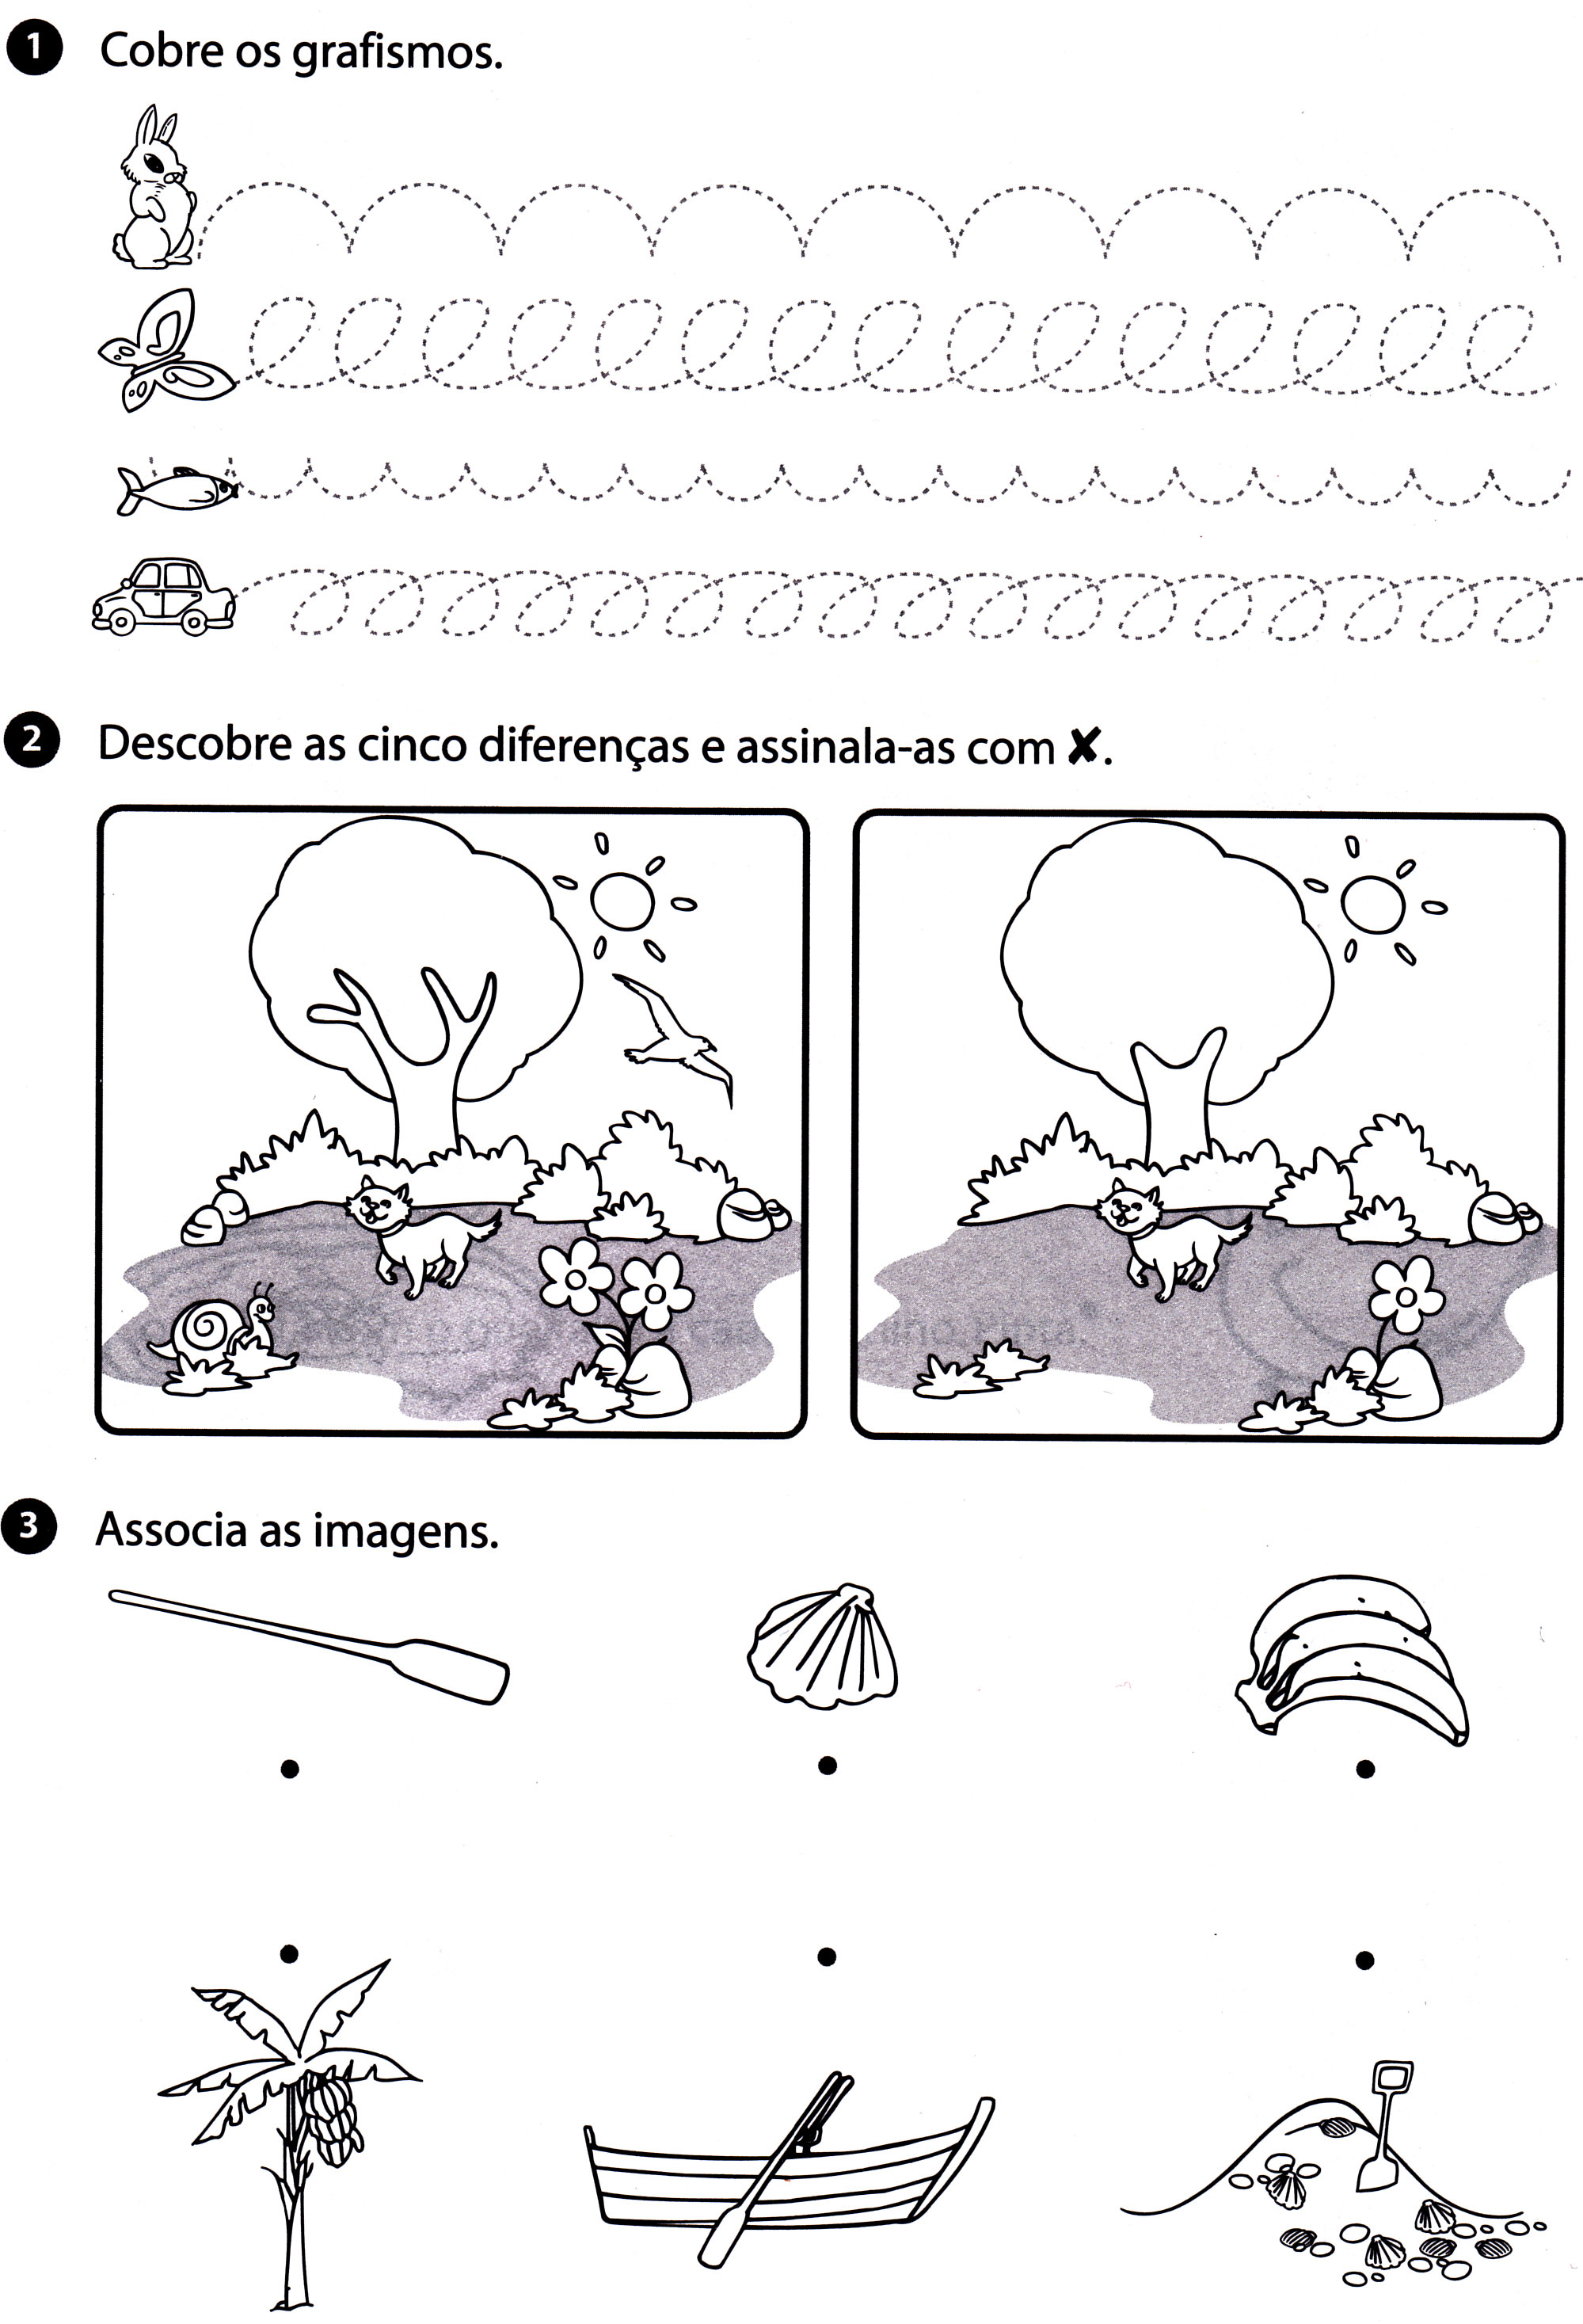 1 Cobre os grafismos.
2 Descobre as cinco diferenças e assinala-as com ✘.
3 Associa as imagens.